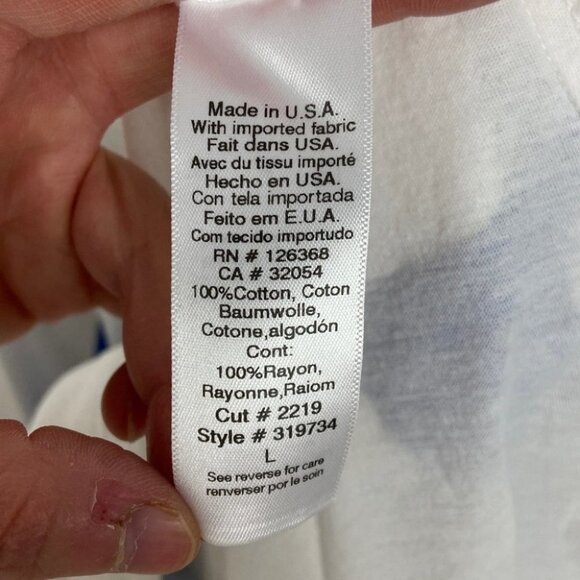 Made in U.S.A.
With imported fabric
Fait dans USA.
Avec du tissu importé
Hecho en USA.
Con tela importada
Feito em E.U.A.
Com tecido importudo
RN # 126368
CA # 32054
100%Cotton, Coton
Baumwolle,
Cotone,algodón
Cont:
100%Rayon,
Rayonne,Raiom
Cut # 2219
Style # 319734
L
See reverse for care
renverser por le soin